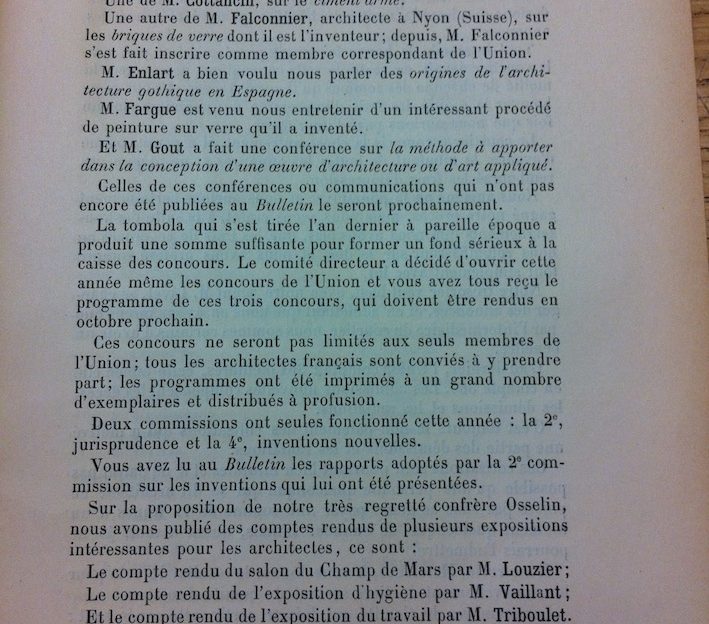 Une de M. Cottancin, sur le ciment armé.
Une autre de M. Falconnier, architecte à Nyon (Suisse), sur
les briques de verre dont il est l'inventeur ; depuis, M. Falconnier
s'est fait inscrire comme membre correspondant de l'Union.
M. Enlart a bien voulu nous parler des origines de l'archi-
tecture gothique en Espagne.
M. Fargue est venu nous entretenir d'un intéressant procédé
de peinture sur verre qu'il a inventé.
Et M. Gout a fait une conférence sur la méthode à apporter
dans la conception d'une œuvre d'architecture ou d'art appliqué.
Celles de ces conférences ou communications qui n'ont pas
encore été publiées au Bulletin le seront prochainement.
La tombola qui s'est tirée l'an dernier à pareille époque a
produit une somme suffisante pour former un fond sérieux à la
caisse des concours. Le comité directeur a décidé d'ouvrir cette
année même les concours de l'Union et vous avez tous reçu le
programme de ces trois concours, qui doivent être rendus en
octobre prochain.
Ces concours ne seront pas limités aux seuls membres de
l'Union ; tous les architectes français sont conviés à y prendre
part ; les programmes ont été imprimés à un grand nombre
d'exemplaires et distribués à profusion.
Deux commissions ont seules fonctionné cette année : la 2e,
jurisprudence et la 4e, inventions nouvelles.
Vous avez lu au Bulletin les rapports adoptés par la 2e com-
mission sur les inventions qui lui ont été présentées.
Sur la proposition de notre très regretté confrère Osselin,
nous avons publié des comptes rendus de plusieurs expositions
intéressantes pour les architectes, ce sont :
Le compte rendu du salon du Champ de Mars par M. Louzier ;
Le compte rendu de l'exposition d'hygiène par M. Vaillant ;
Et le compte rendu de l'exposition du travail par M. Triboulet.